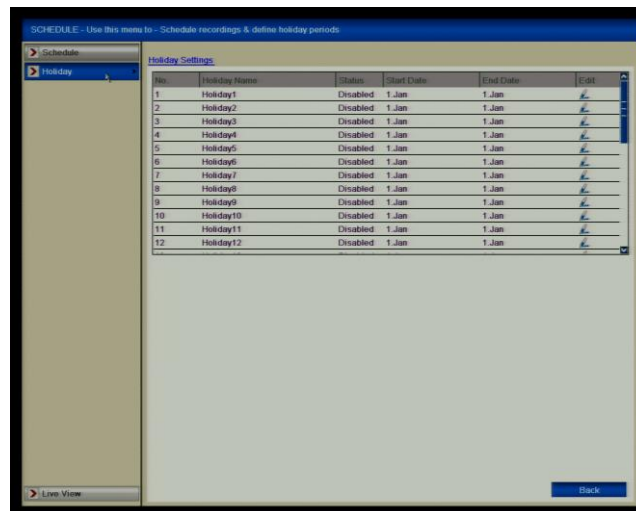 SCHEDULE - Use this menu to - Schedule recordings & define holiday periods
Schedule
Holiday
Holiday Settings
No. Holiday Name Status Start Date End Date Edit
1 Holiday1 Disabled 1.Jan 1.Jan
2 Holiday2 Disabled 1.Jan 1.Jan
3 Holiday3 Disabled 1.Jan 1.Jan
4 Holiday4 Disabled 1.Jan 1.Jan
5 Holiday5 Disabled 1.Jan 1.Jan
6 Holiday6 Disabled 1.Jan 1.Jan
7 Holiday7 Disabled 1.Jan 1.Jan
8 Holiday8 Disabled 1.Jan 1.Jan
9 Holiday9 Disabled 1.Jan 1.Jan
10 Holiday10 Disabled 1.Jan 1.Jan
11 Holiday11 Disabled 1.Jan 1.Jan
12 Holiday12 Disabled 1.Jan 1.Jan
Live View
Back